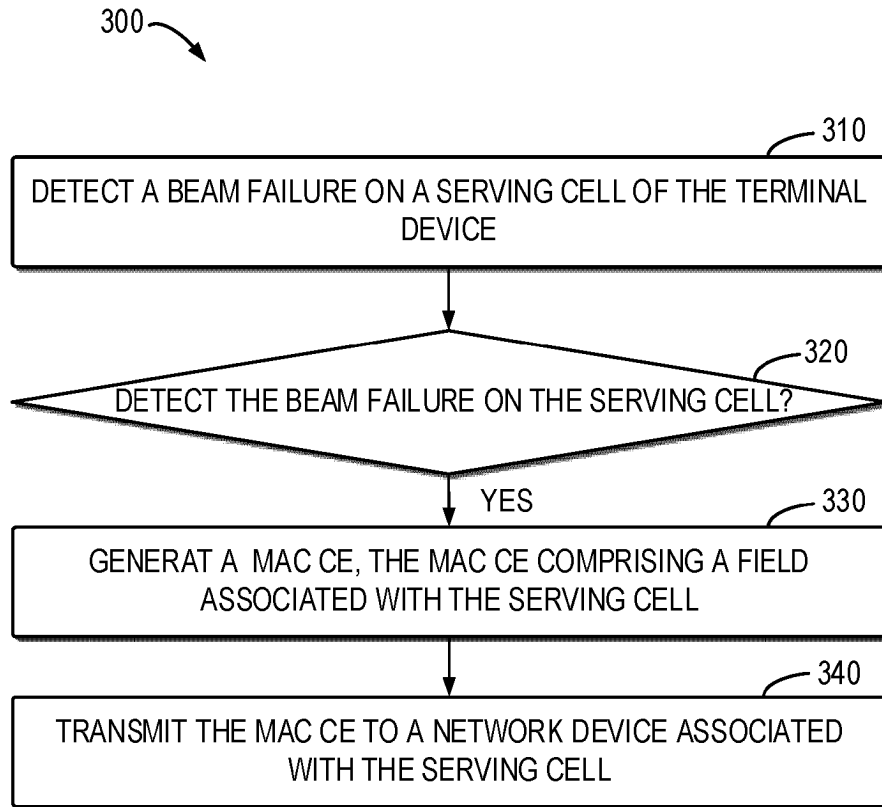 300
310
DETECT A BEAM FAILURE ON A SERVING CELL OF THE TERMINAL
DEVICE
320
DETECT THE BEAM FAILURE ON THE SERVING CELL?
YES
330
GENERAT A MAC CE, THE MAC CE COMPRISING A FIELD
ASSOCIATED WITH THE SERVING CELL
340
TRANSMIT THE MAC CE TO A NETWORK DEVICE ASSOCIATED
WITH THE SERVING CELL